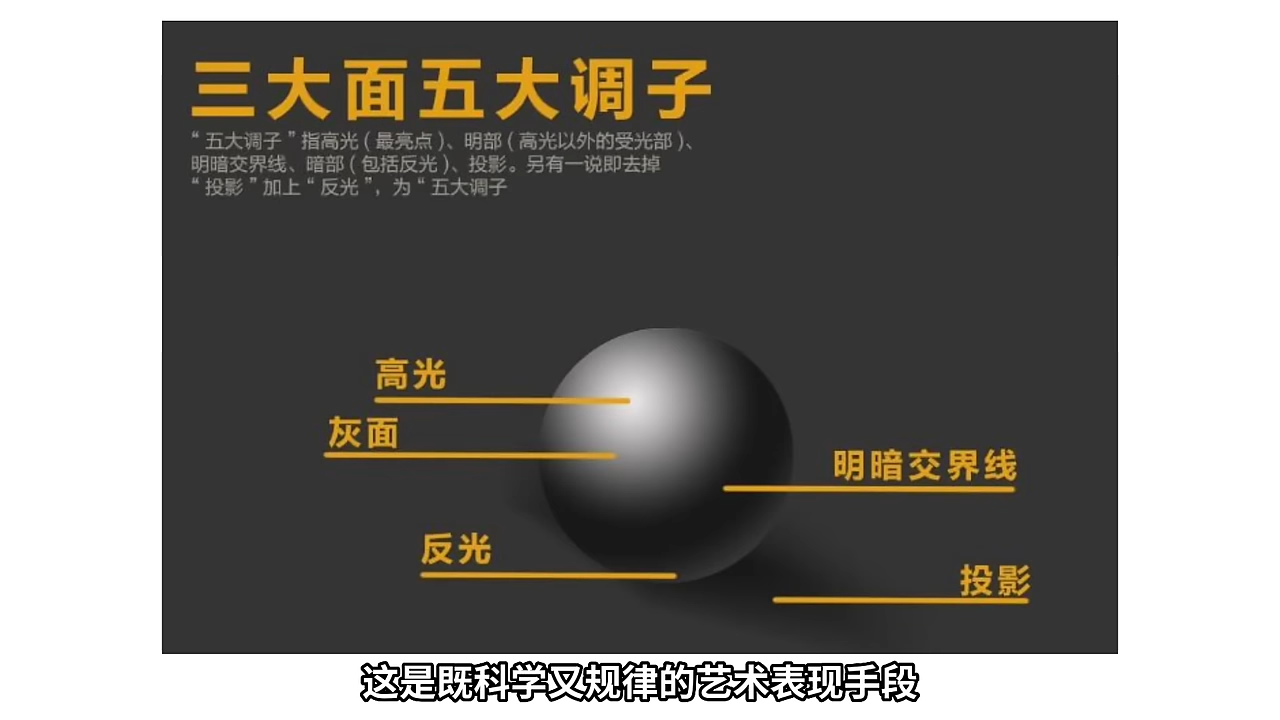 三大面五大调子
“五大调子”指高光(最亮点)、明部(高光以外的受光部)、
明暗交界线、暗部(包括反光)、投影。另有一说即去掉
“投影”加上“反光”，为“五大调子
高光
灰面
明暗交界线
反光
投影
这是既科学又规律的艺术表现手段